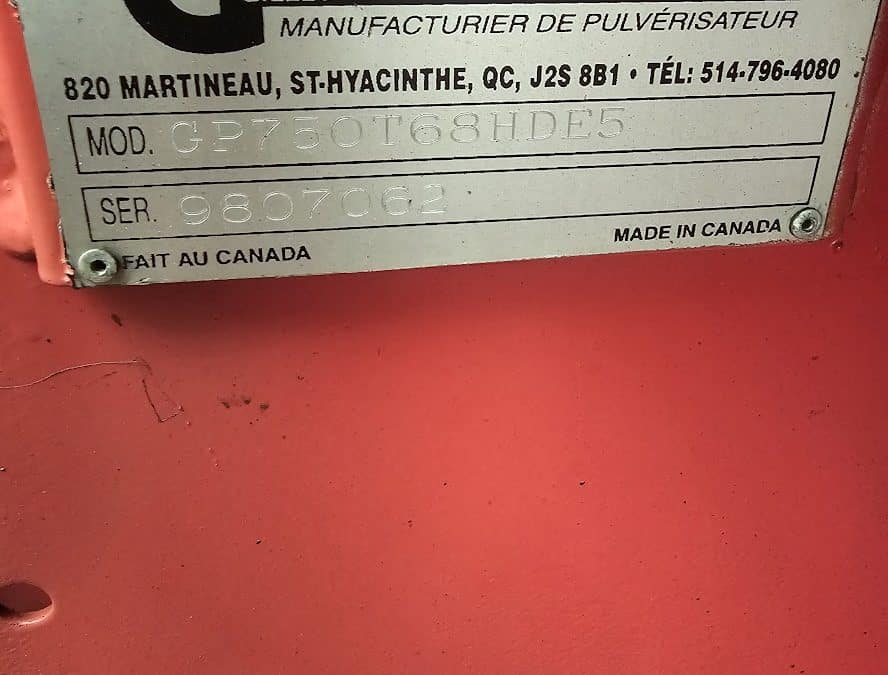 MANUFACTURIER DE PULVÉRISATEUR
820 MARTINEAU, ST-HYACINTHE, QC, J2S 8B1 • TÉL: 514-796-4080
MOD. GP750T68HDE5
SER. 9807062
FAIT AU CANADA MADE IN CANADA